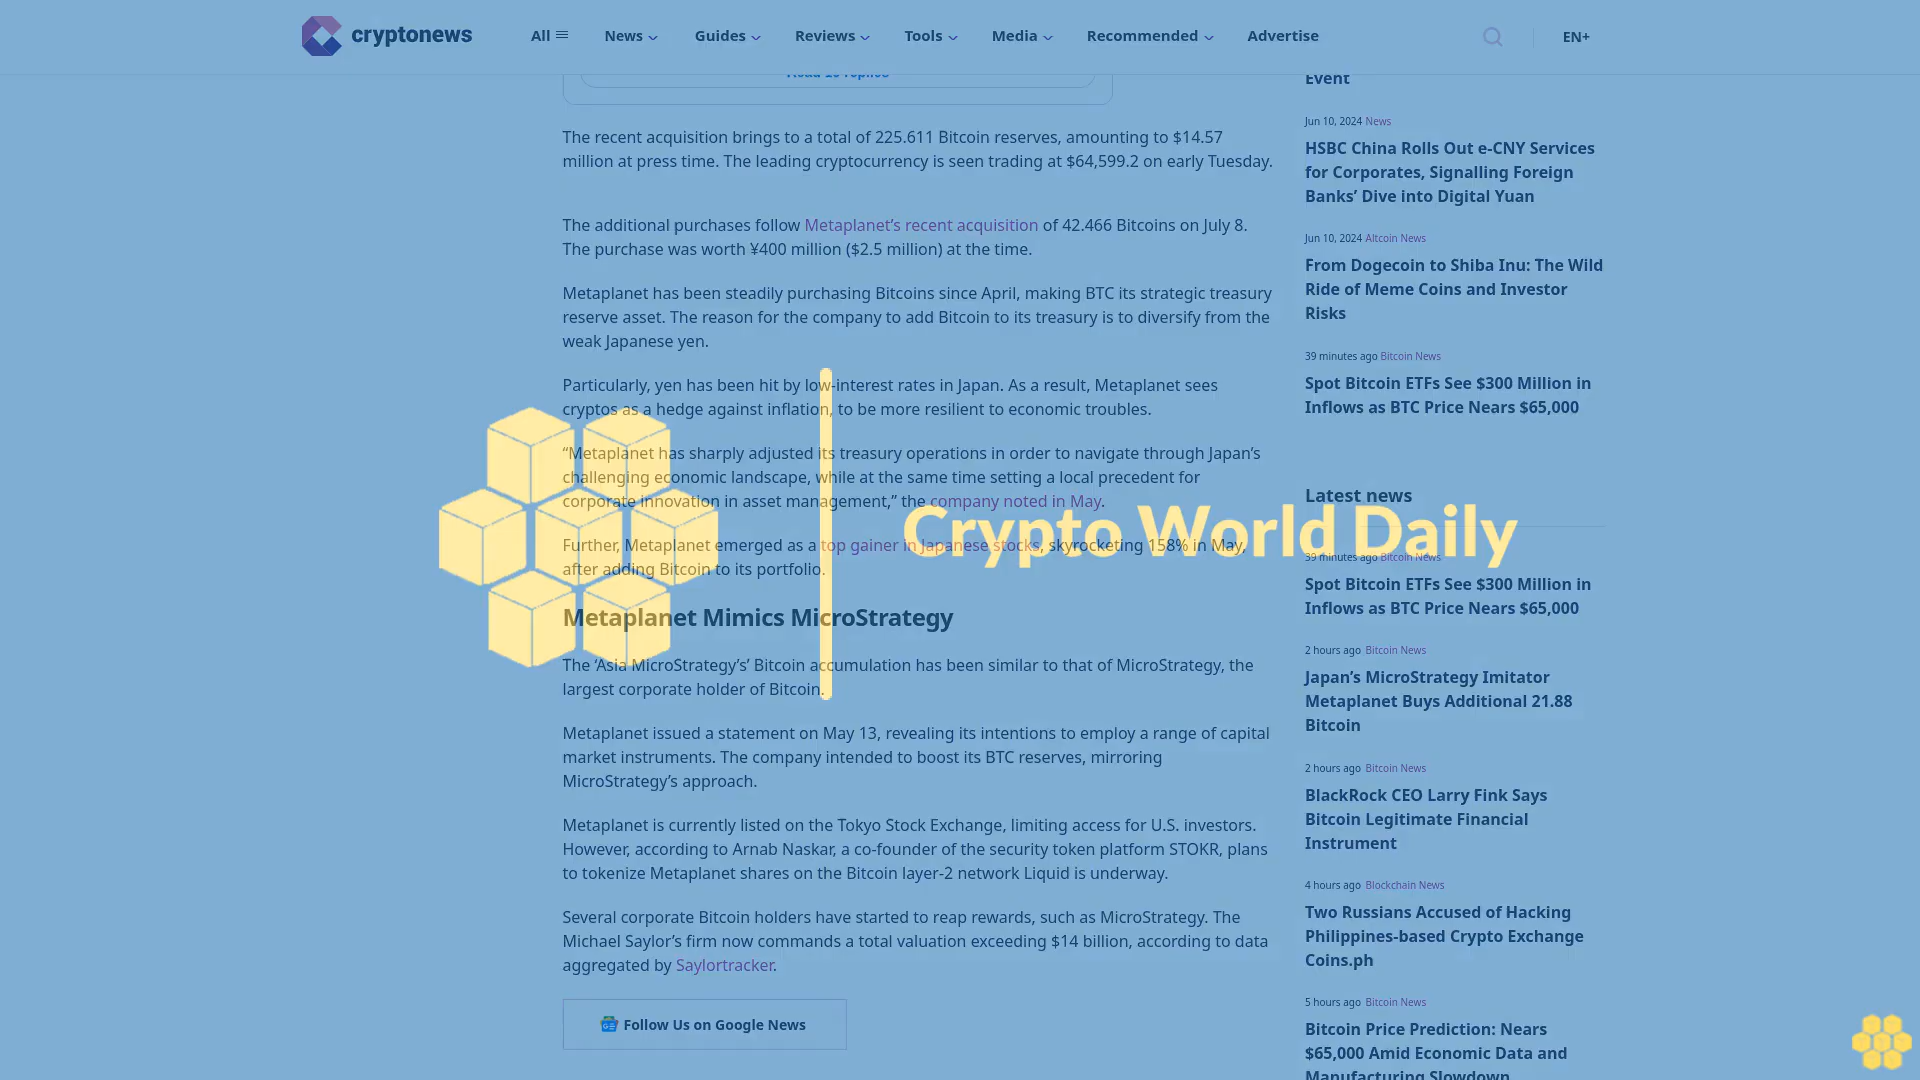 cryptonews
All
News
Guides
Reviews
Tools
Media
Recommended
Advertise
EN+
The recent acquisition brings to a total of 225.611 Bitcoin reserves, amounting to $14.57
million at press time. The leading cryptocurrency is seen trading at $64,599.2 on early Tuesday.
The additional purchases follow Metaplanet’s recent acquisition of 42.466 Bitcoins on July 8.
The purchase was worth ¥400 million ($2.5 million) at the time.
Metaplanet has been steadily purchasing Bitcoins since April, making BTC its strategic treasury
reserve asset. The reason for the company to add Bitcoin to its treasury is to diversify from the
weak Japanese yen.
Particularly, yen has been hit by low-interest rates in Japan. As a result, Metaplanet sees
cryptos as a hedge against inflation, to be more resilient to economic troubles.
“Metaplanet has sharply adjusted its treasury operations in order to navigate through Japan’s
challenging economic landscape, while at the same time setting a local precedent for
corporate innovation in asset management,” the company noted in May.
Further, Metaplanet emerged as a top gainer in Japanese stocks, skyrocketing 158% in May,
after adding Bitcoin to its portfolio.
Metaplanet Mimics MicroStrategy
The ‘Asia MicroStrategy’s’ Bitcoin accumulation has been similar to that of MicroStrategy, the
largest corporate holder of Bitcoin.
Metaplanet issued a statement on May 13, revealing its intentions to employ a range of capital
market instruments. The company intended to boost its BTC reserves, mirroring
MicroStrategy’s approach.
Metaplanet is currently listed on the Tokyo Stock Exchange, limiting access for U.S. investors.
However, according to Arnab Naskar, a co-founder of the security token platform STOKR, plans
to tokenize Metaplanet shares on the Bitcoin layer-2 network Liquid is underway.
Several corporate Bitcoin holders have started to reap rewards, such as MicroStrategy. The
Michael Saylor’s firm now commands a total valuation exceeding $14 billion, according to data
aggregated by Saylortracker.
Follow Us on Google News
Crypto World Daily
Event
Jun 10, 2024 News
HSBC China Rolls Out e-CNY Services
for Corporates, Signalling Foreign
Banks’ Dive into Digital Yuan
Jun 10, 2024 Altcoin News
From Dogecoin to Shiba Inu: The Wild
Ride of Meme Coins and Investor
Risks
39 minutes ago Bitcoin News
Spot Bitcoin ETFs See $300 Million in
Inflows as BTC Price Nears $65,000
Latest news
39 minutes ago Bitcoin News
Spot Bitcoin ETFs See $300 Million in
Inflows as BTC Price Nears $65,000
2 hours ago Bitcoin News
Japan’s MicroStrategy Imitator
Metaplanet Buys Additional 21.88
Bitcoin
2 hours ago Bitcoin News
BlackRock CEO Larry Fink Says
Bitcoin Legitimate Financial
Instrument
4 hours ago Blockchain News
Two Russians Accused of Hacking
Philippines-based Crypto Exchange
Coins.ph
5 hours ago Bitcoin News
Bitcoin Price Prediction: Nears
$65,000 Amid Economic Data and
Manufacturing Slowdown